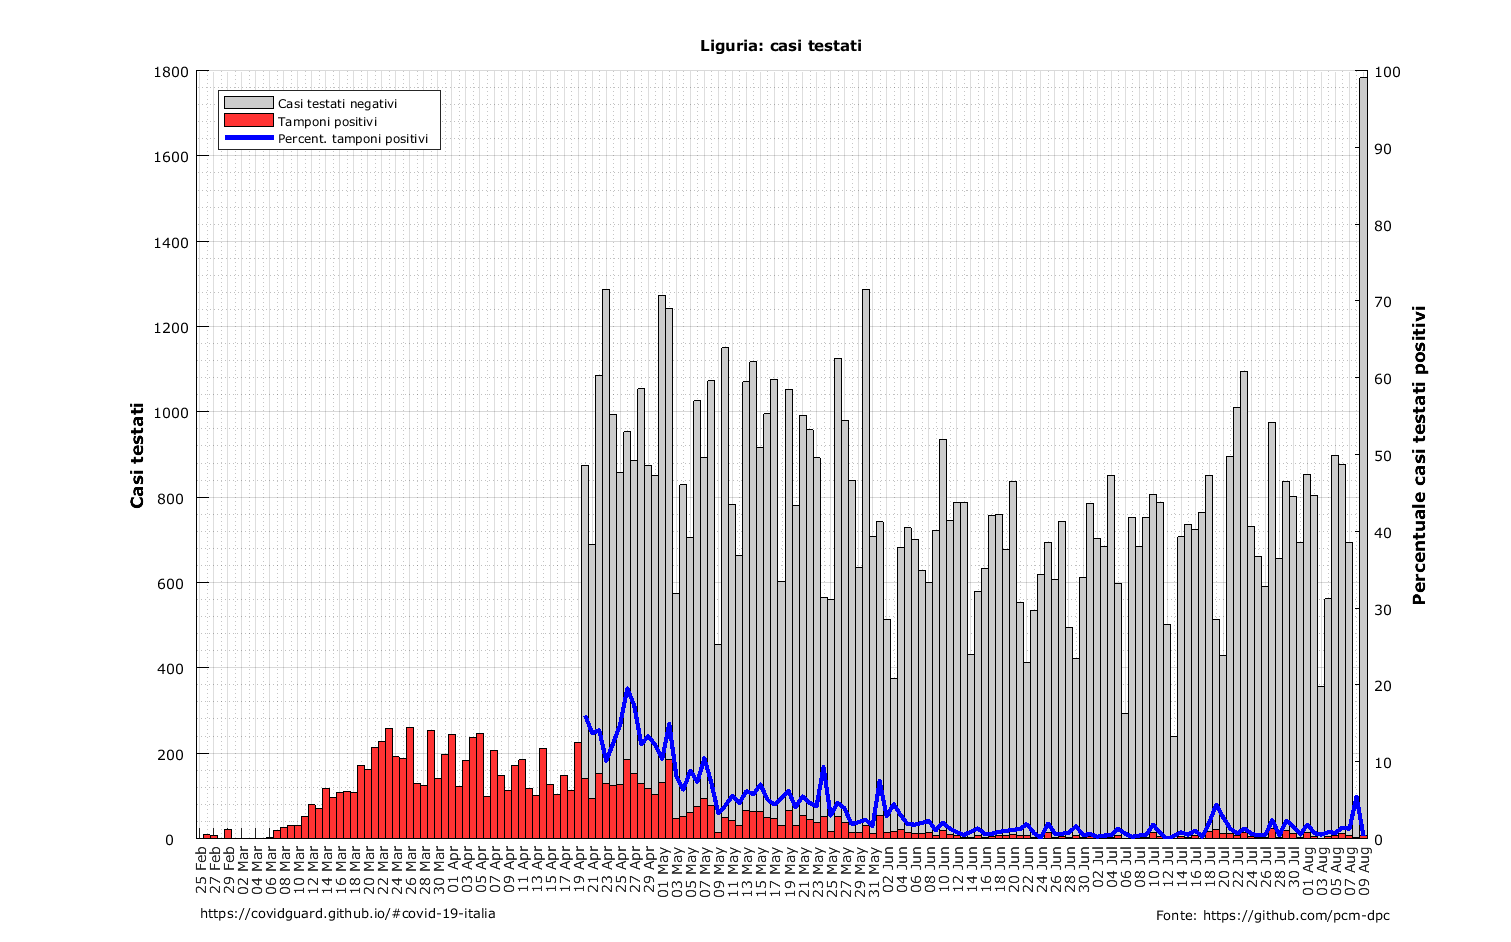 Liguria: casi testati
Casi testati negativi
Tamponi positivi
Percent. tamponi positivi
Casi testati
1800
1600
1400
1200
1000
800
600
400
200
0
100
90
80
70
60
50
40
30
20
10
0
Percentuale casi testati positivi
25 Feb
27 Feb
29 Feb
02 Mar
04 Mar
06 Mar
08 Mar
10 Mar
12 Mar
14 Mar
16 Mar
18 Mar
20 Mar
22 Mar
24 Mar
26 Mar
28 Mar
30 Mar
01 Apr
03 Apr
05 Apr
07 Apr
09 Apr
11 Apr
13 Apr
15 Apr
17 Apr
19 Apr
21 Apr
23 Apr
25 Apr
27 Apr
29 Apr
01 May
03 May
05 May
07 May
09 May
11 May
13 May
15 May
17 May
19 May
21 May
23 May
25 May
27 May
29 May
31 May
02 Jun
04 Jun
06 Jun
08 Jun
10 Jun
12 Jun
14 Jun
16 Jun
18 Jun
20 Jun
22 Jun
24 Jun
26 Jun
28 Jun
30 Jun
02 Jul
04 Jul
06 Jul
08 Jul
10 Jul
12 Jul
14 Jul
16 Jul
18 Jul
20 Jul
22 Jul
24 Jul
26 Jul
28 Jul
30 Jul
01 Aug
03 Aug
05 Aug
07 Aug
09 Aug
https://covidguard.github.io/#covid-19-italia
Fonte: https://github.com/pcm-dpc